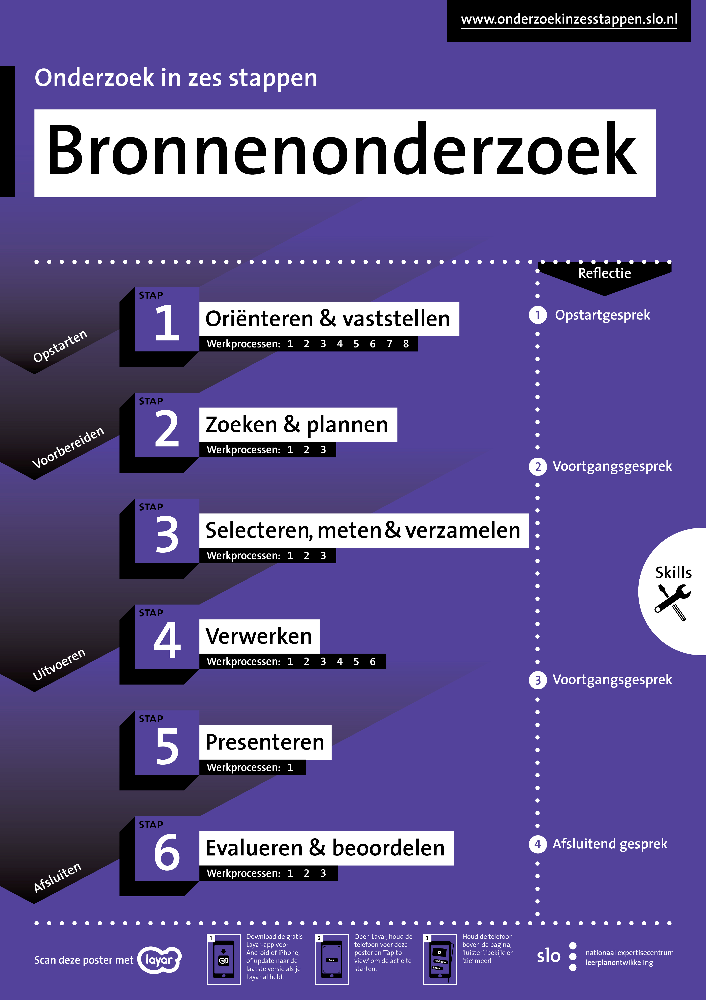 www.onderzoekinzesstappen.slo.nl
Onderzoek in zes stappen
Bronnenonderzoek
Reflectie
Opstarten
STAP
1
Oriënteren & vaststellen
Werkprocessen: 1 2 3 4 5 6 7 8
1 Opstartgesprek
Voorbereiden
STAP
2
Zoeken & plannen
Werkprocessen: 1 2 3
2 Voortgangsgesprek
STAP
3
Selecteren, meten & verzamelen
Werkprocessen: 1 2 3
Skills
Uitvoeren
STAP
4
Verwerken
Werkprocessen: 1 2 3 4 5 6
3 Voortgangsgesprek
STAP
5
Presenteren
Werkprocessen: 1
Afsluiten
STAP
6
Evalueren & beoordelen
Werkprocessen: 1 2 3
4 Afsluitend gesprek
Scan deze poster met
layar
1
layar
Download de gratis
Layar-app voor
Android of iPhone,
of update naar de
laatste versie als je
Layar al hebt.
2
Scan
Open Layar, houd de
telefoon voor deze
poster en ‘Tap to
view’ om de actie te
starten.
3
Visit Site
Share..
Houd de telefoon
boven de pagina,
‘luister’, ‘bekijk’ en
‘zie’ meer!
slo
nationaal expertisecentrum
leerplanontwikkeling